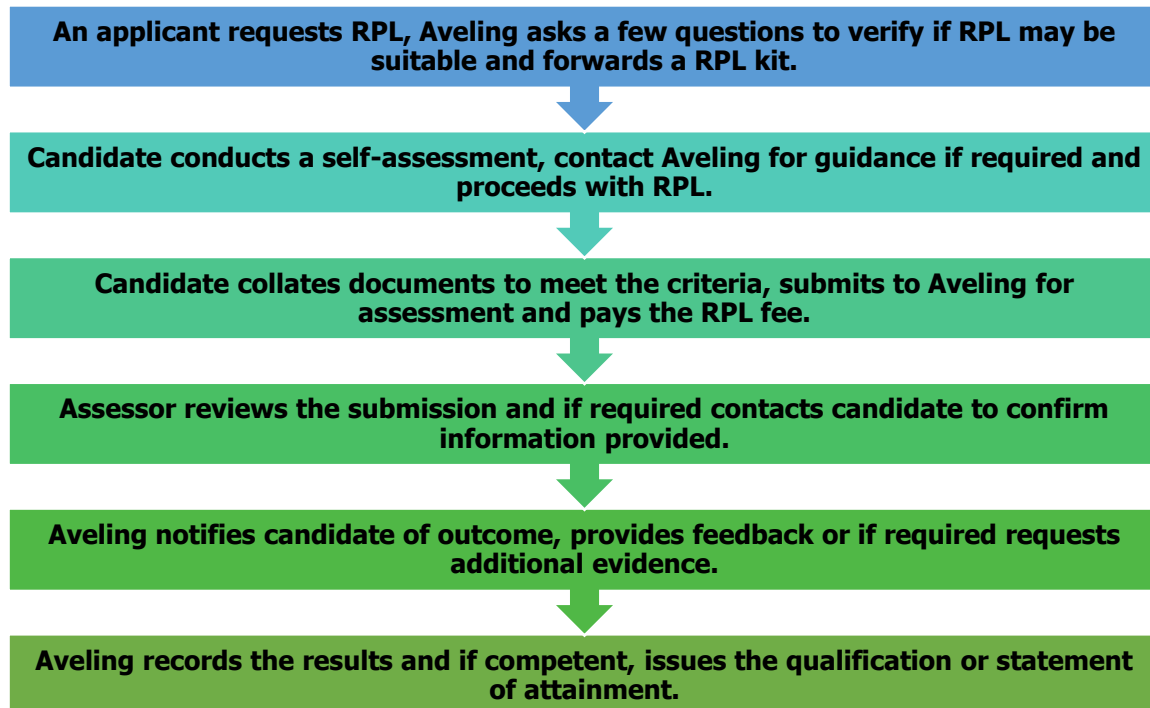 An applicant requests RPL, Aveling asks a few questions to verify if RPL may be
suitable and forwards a RPL kit.
Candidate conducts a self-assessment, contact Aveling for guidance if required and
proceeds with RPL.
Candidate collates documents to meet the criteria, submits to Aveling for
assessment and pays the RPL fee.
Assessor reviews the submission and if required contacts candidate to confirm
information provided.
Aveling notifies candidate of outcome, provides feedback or if required requests
additional evidence.
Aveling records the results and if competent, issues the qualification or statement
of attainment.